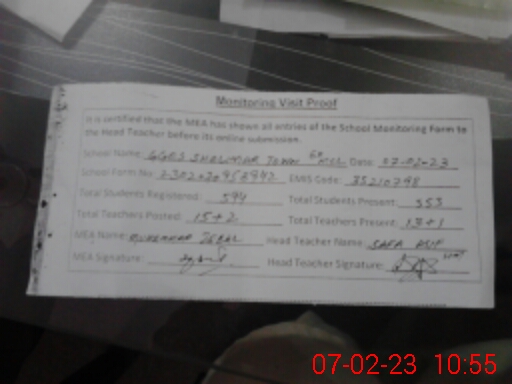 Monitoring Visit Proof
It is certified that the MEA has shown all entries of the School Monitoring Form to
the Head Teacher before its online submission.
School Name: GGES SHALIMAR TOWN Date: 07-02-23
School Form No: EMIS Code: 35210798
Total Students Registered: 594 Total Students Present: 553
Total Teachers Posted: 15+2 Total Teachers Present: 13+1
MEA Name: MUHAMMAD Head Teacher Name: SAFA ASIF
MEA Signature: Head Teacher Signature:
07-02-23 10:55